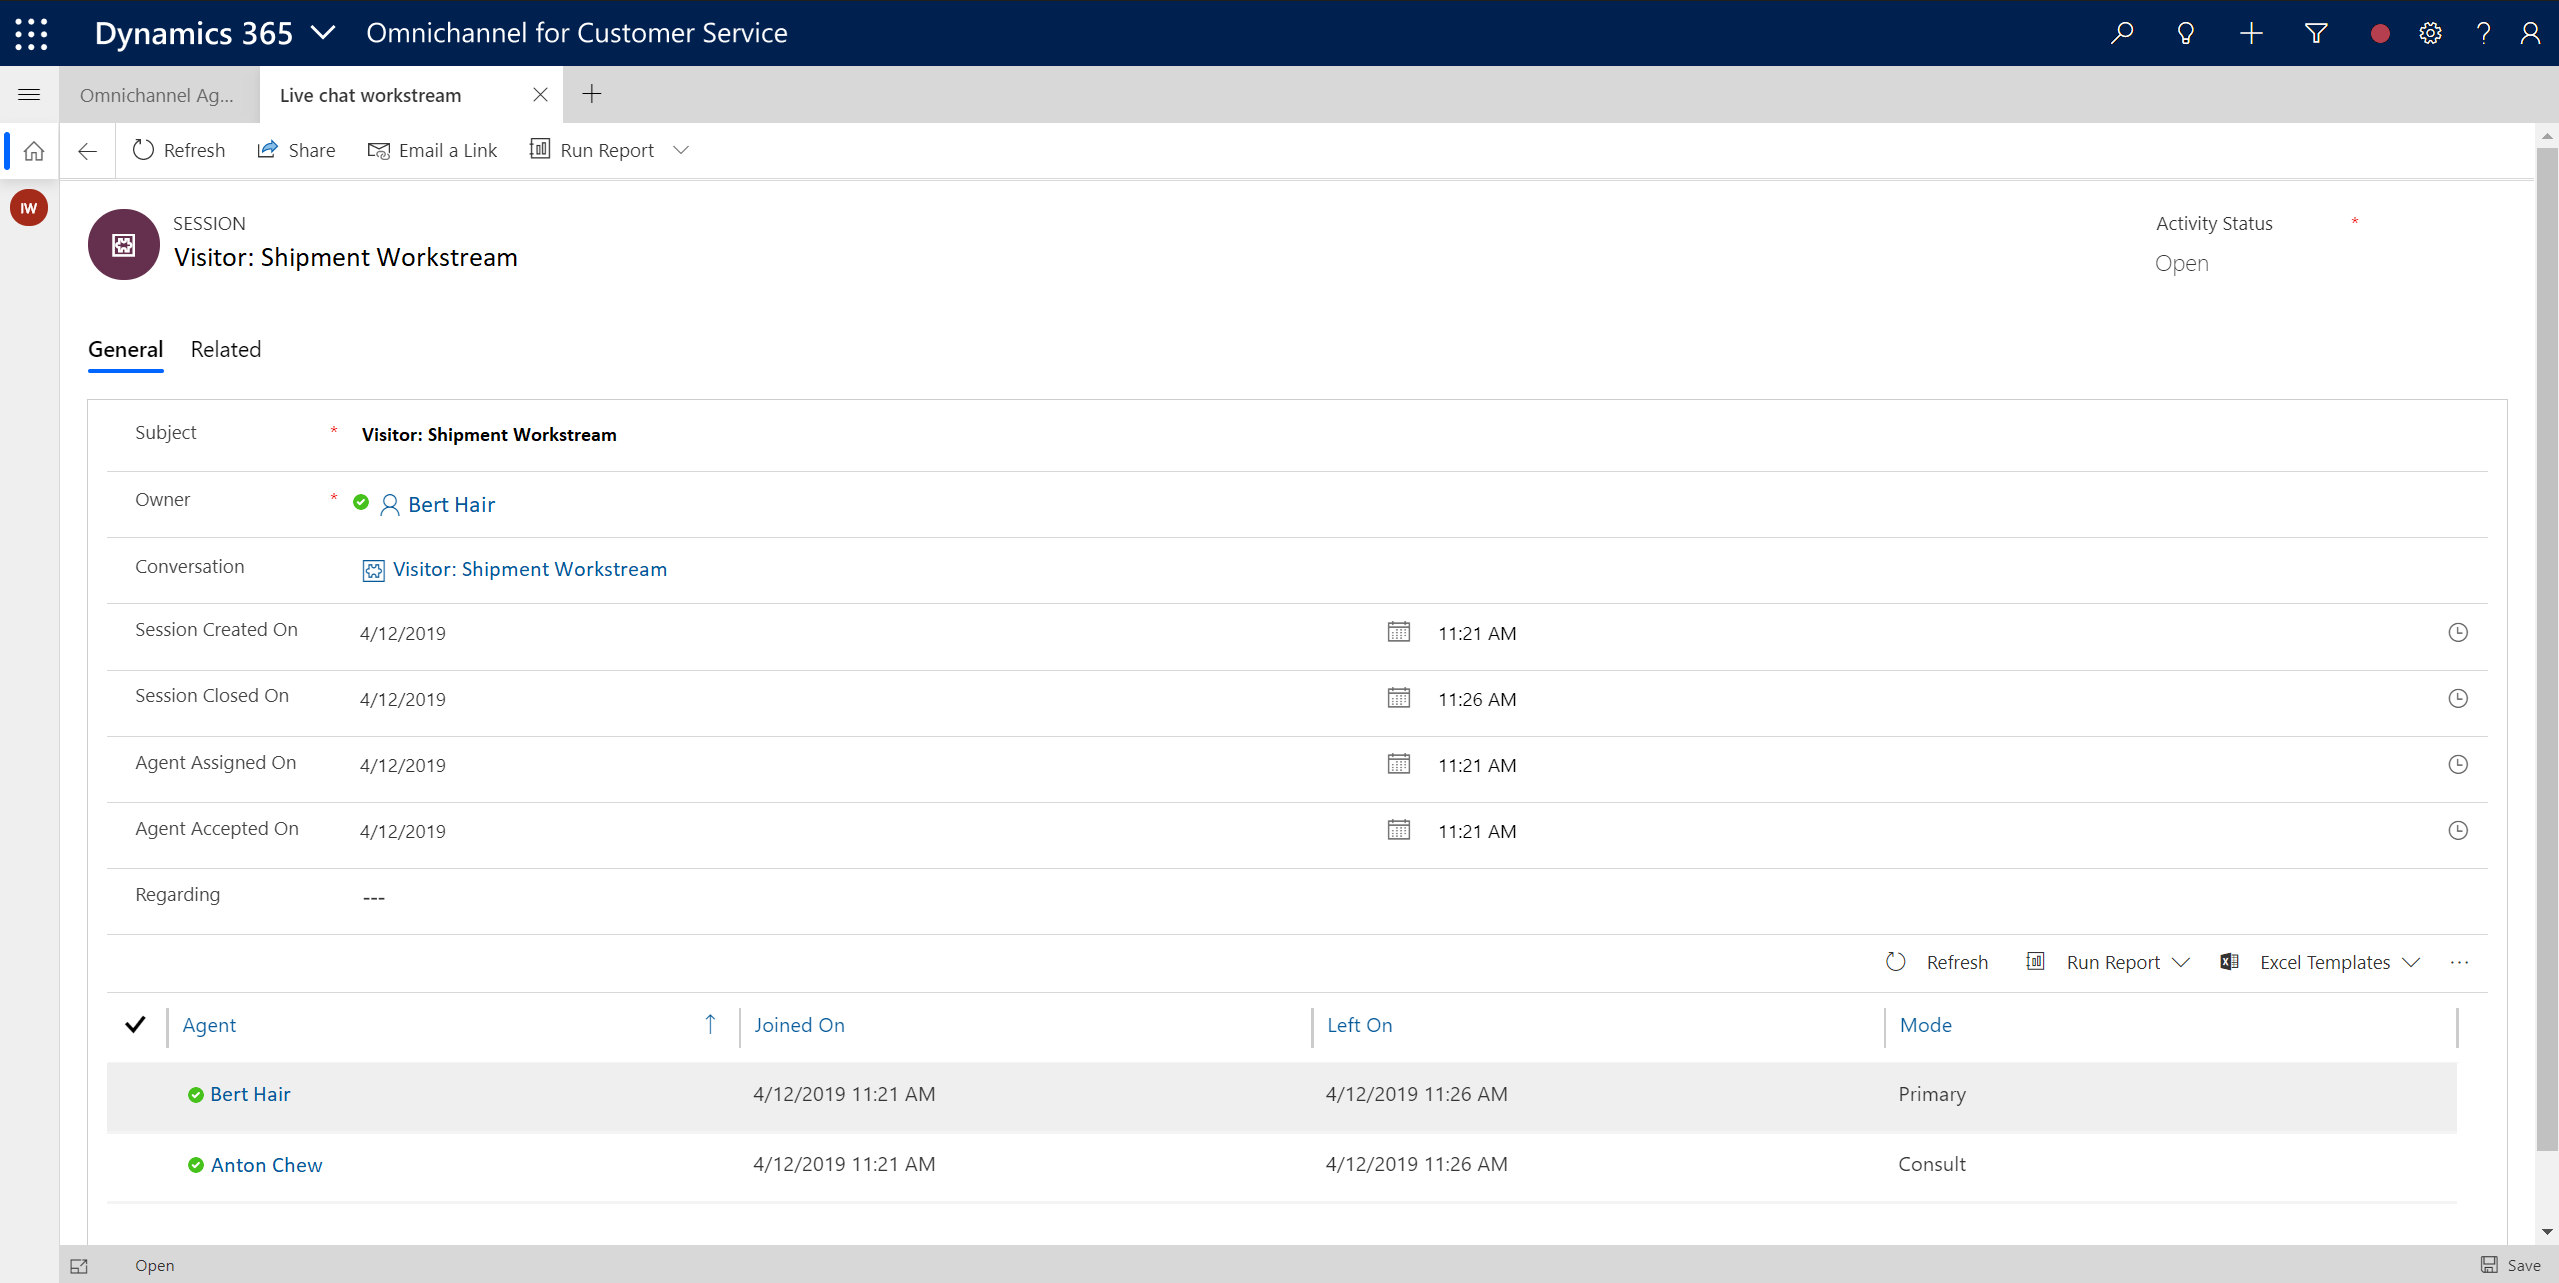 Dynamics 365 Omnichannel for Customer Service
Omnichannel Ag... Live chat workstream
Refresh Share Email a Link Run Report
IW
SESSION
Visitor: Shipment Workstream
Activity Status *
Open
General Related
Subject * Visitor: Shipment Workstream
Owner * Bert Hair
Conversation Visitor: Shipment Workstream
Session Created On 4/12/2019 11:21 AM
Session Closed On 4/12/2019 11:26 AM
Agent Assigned On 4/12/2019 11:21 AM
Agent Accepted On 4/12/2019 11:21 AM
Regarding ---
Refresh Run Report Excel Templates ...
Agent Joined On Left On Mode
Bert Hair 4/12/2019 11:21 AM 4/12/2019 11:26 AM Primary
Anton Chew 4/12/2019 11:21 AM 4/12/2019 11:26 AM Consult
Open Save